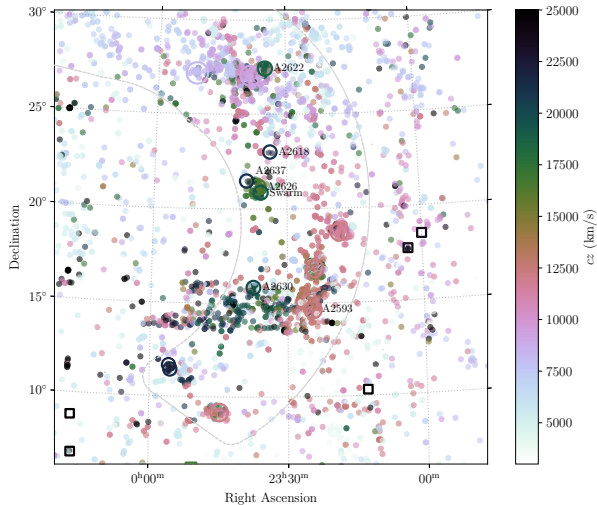 30°
25000
A2622
22500
25°
20000
A2618
A2637
A2626
Swarm
17500
20°
Declination
15000
cz (km/s)
A2630
12500
15°
A2593
10000
10°
7500
5000
0ʰ00ᵐ
23ʰ30ᵐ
00ᵐ
Right Ascension